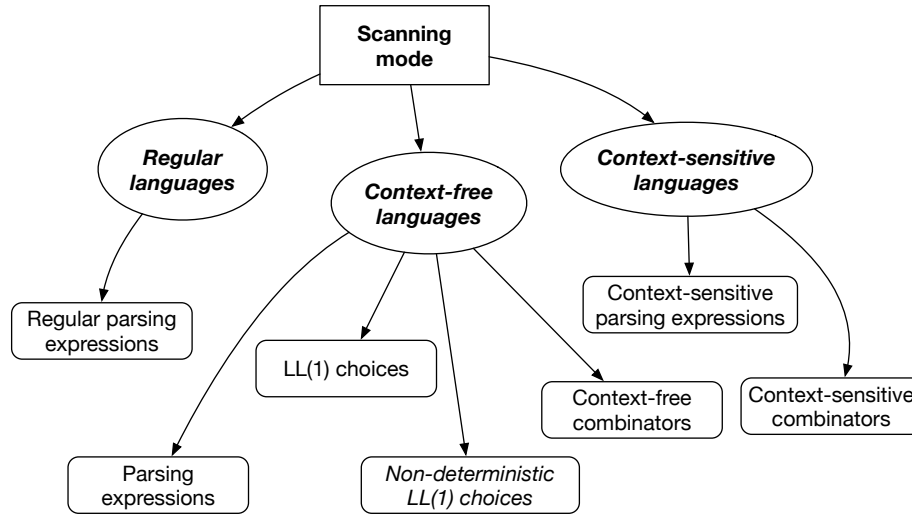 Scanning
mode
Regular
languages
Context-free
languages
Context-sensitive
languages
Regular parsing
expressions
LL(1) choices
Context-sensitive
parsing expressions
Context-free
combinators
Context-sensitive
combinators
Parsing
expressions
Non-deterministic
LL(1) choices